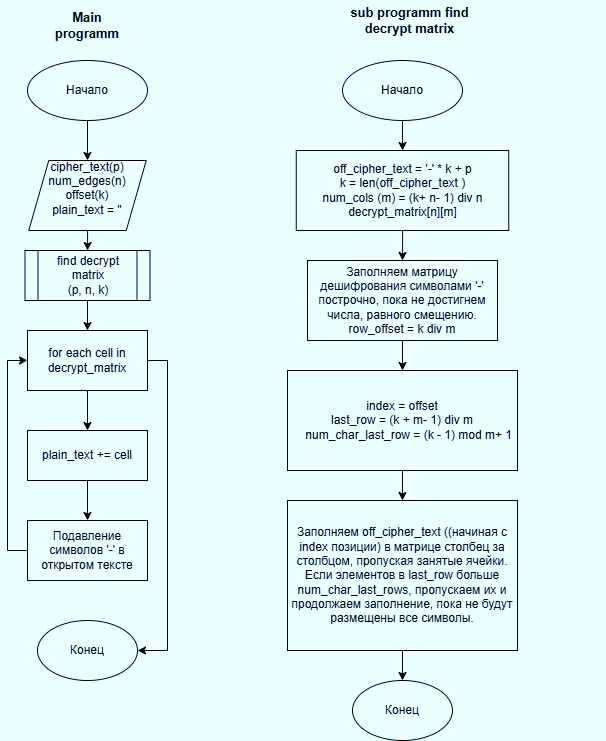 Main
programm
Начало
cipher_text(p)
num_edges(n)
offset(k)
plain_text = ''
find decrypt
matrix
(p, n, k)
for each cell in
decrypt_matrix
plain_text += cell
Подавление
символов '-' в
открытом тексте
Конец
sub programm find
decrypt matrix
Начало
off_cipher_text = '-' * k + p
k = len(off_cipher_text )
num_cols (m) = (k+ n- 1) div n
decrypt_matrix[n][m]
Заполняем матрицу
дешифрования символами '-'
построчно, пока не достигнем
числа, равного смещению.
row_offset = k div m
index = offset
last_row = (k + m- 1) div m
num_char_last_row = (k - 1) mod m+ 1
Заполняем off_cipher_text ((начиная с
index позиции) в матрице столбец за
столбцом, пропуская занятые ячейки.
Если элементов в last_row больше
num_char_last_rows, пропускаем их и
продолжаем заполнение, пока не будут
размещены все символы.
Конец